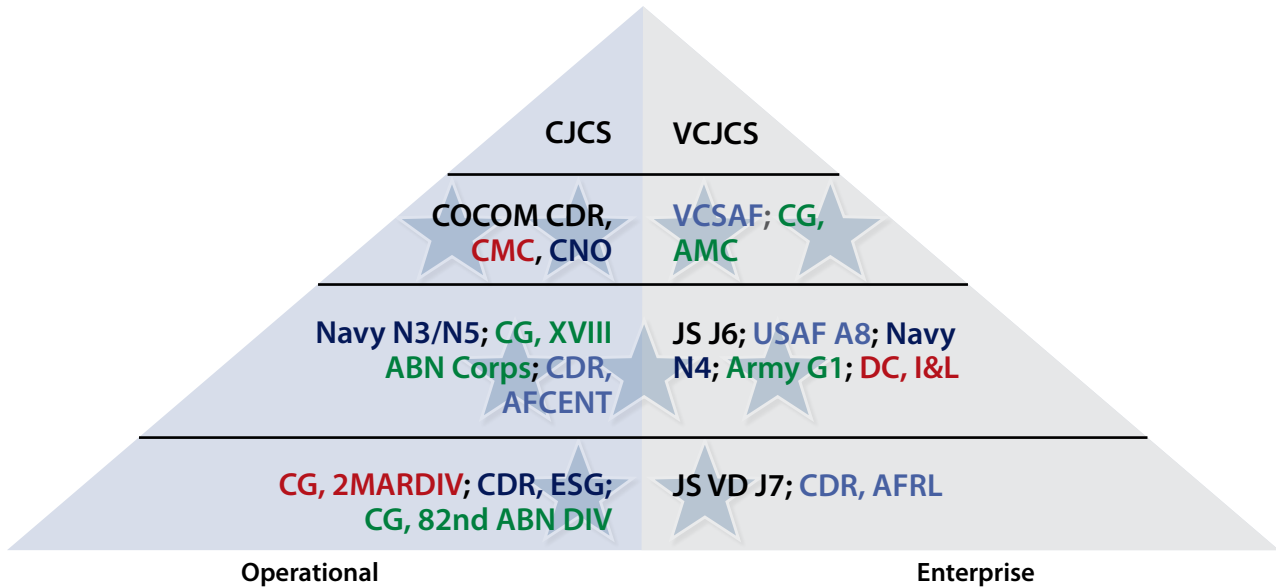 CJCS
VCJCS
COCOM CDR,
CMC, CNO
VCSAF; CG,
AMC
Navy N3/N5; CG, XVIII
ABN Corps; CDR,
AFCENT
JS J6; USAF A8; Navy
N4; Army G1; DC, I&L
CG, 2MARDIV; CDR, ESG;
CG, 82nd ABN DIV
JS VD J7; CDR, AFRL
Operational
Enterprise